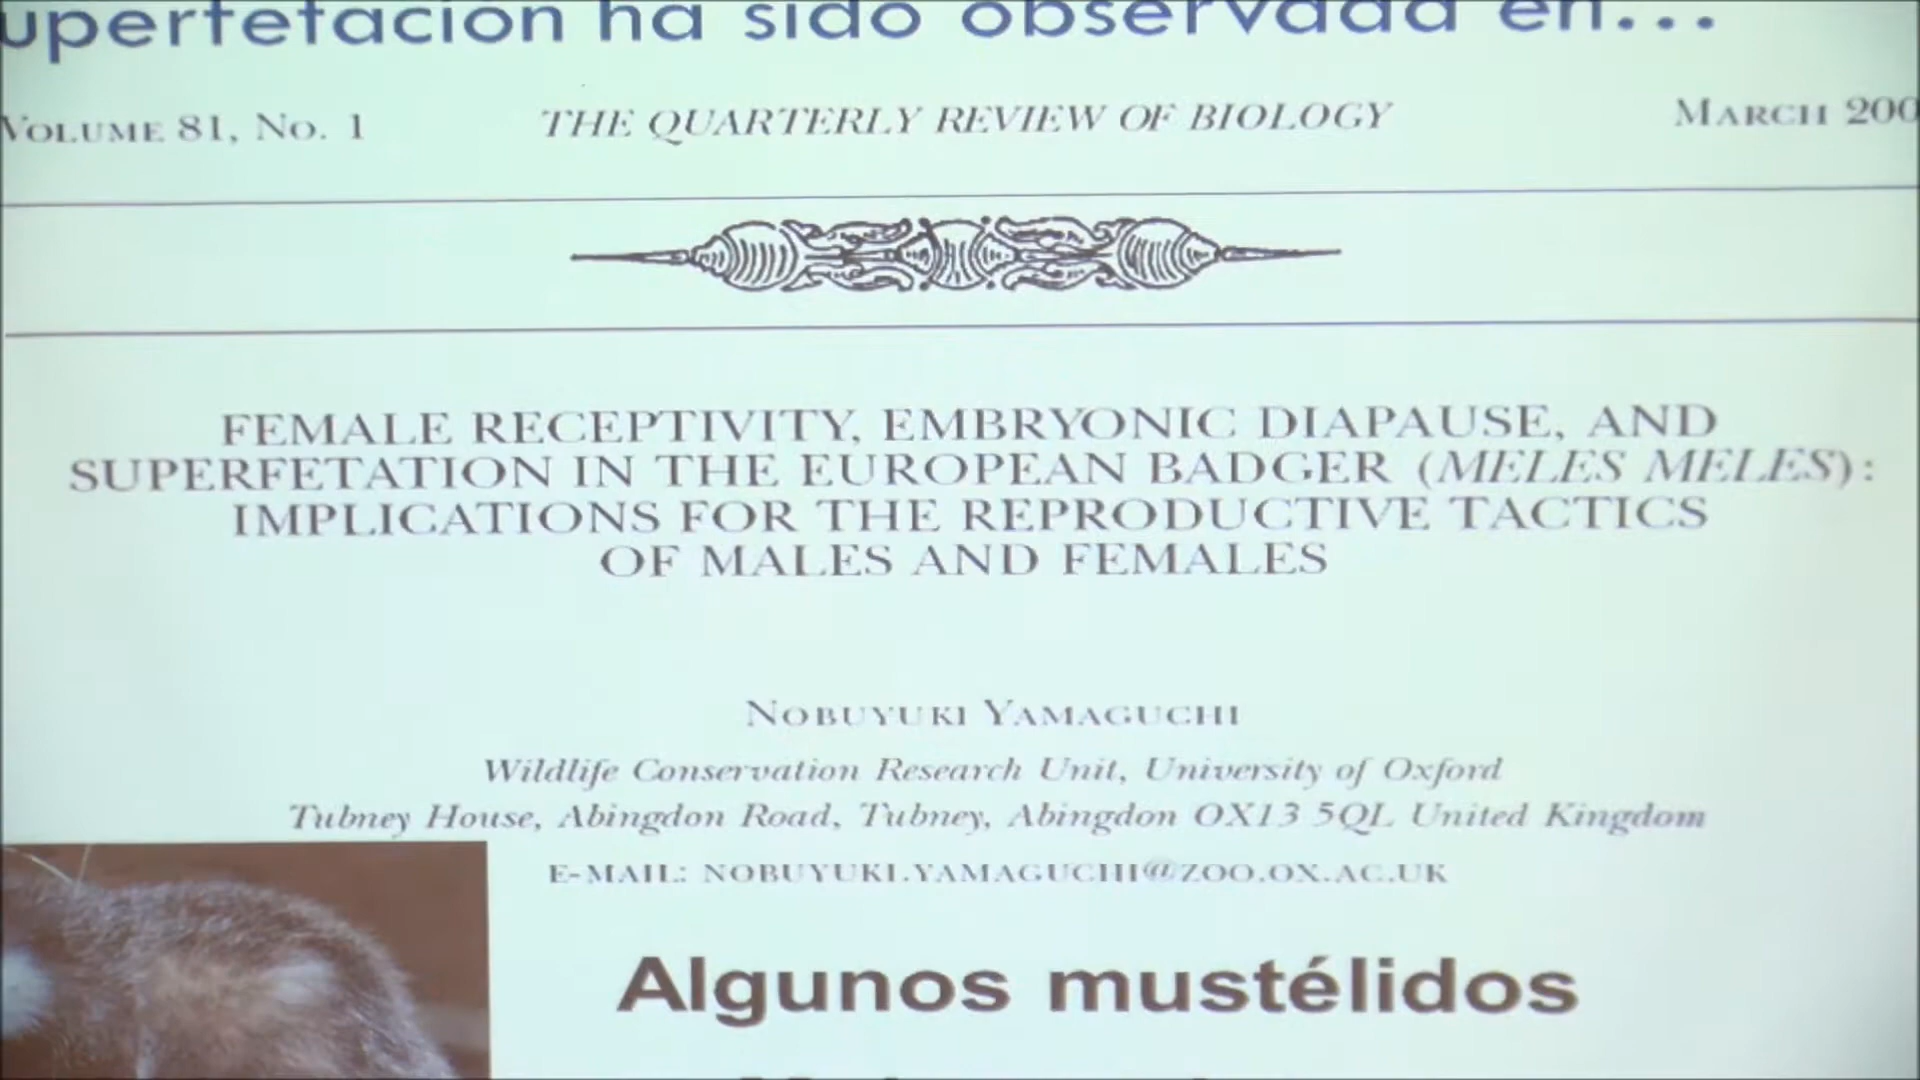 ha sido observada en...
VOLUME 81, NO. 1 THE QUARTERLY REVIEW OF BIOLOGY MARCH
FEMALE RECEPTIVITY, EMBRYONIC DIAPAUSE, AND
SUPERFETATION IN THE EUROPEAN BADGER (MELES MELES):
IMPLICATIONS FOR THE REPRODUCTIVE TACTICS
OF MALES AND FEMALES
NOBUYUKI YAMAGUCHI
Wildlife Conservation Research Unit, University of Oxford
Tubney House, Abingdon Road, Tubney, Abingdon OX13 5QL United Kingdom
E-MAIL: NOBUYUKI.YAMAGUCHI@ZOO.OX.AC.UK
Algunos mustélidos